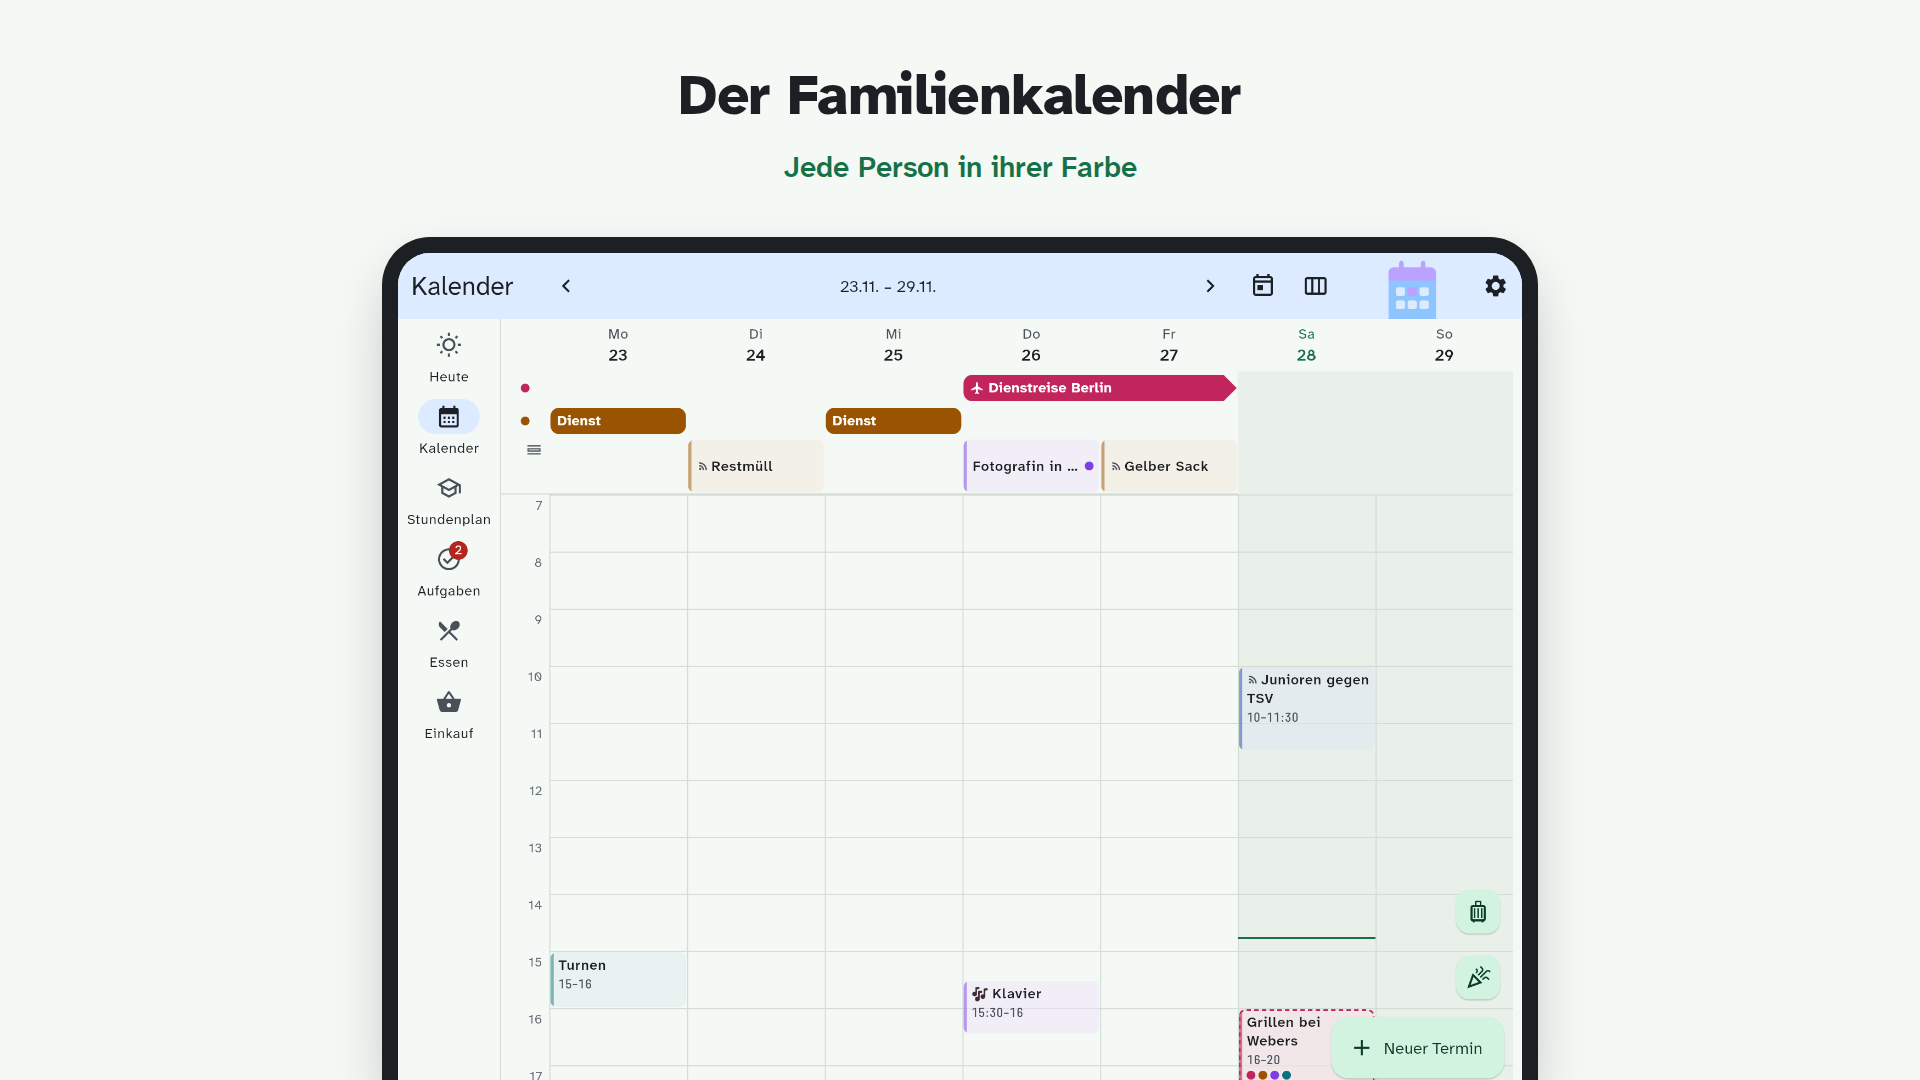 Der Familienkalender
Jede Person in ihrer Farbe
Kalender
23.11. – 29.11.
Mo
23
Di
24
Mi
25
Do
26
Fr
27
Sa
28
So
29
Heute
Kalender
Stundenplan
2
Aufgaben
Essen
Einkauf
Dienstreise Berlin
Dienst
Dienst
Restmüll
Fotografin in ...
Gelber Sack
7
8
9
10
11
12
13
14
15
16
17
Junioren gegen
TSV
10–11:30
Turnen
15–16
Klavier
15:30–16
Grillen bei
Webers
16–20
Neuer Termin